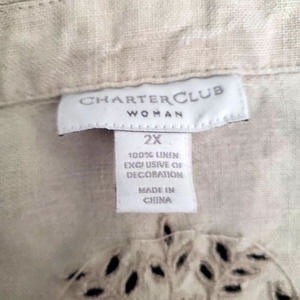 CHARTER CLUB
WOMAN
2X
100% LINEN
EXCLUSIVE OF
DECORATION
MADE IN
CHINA